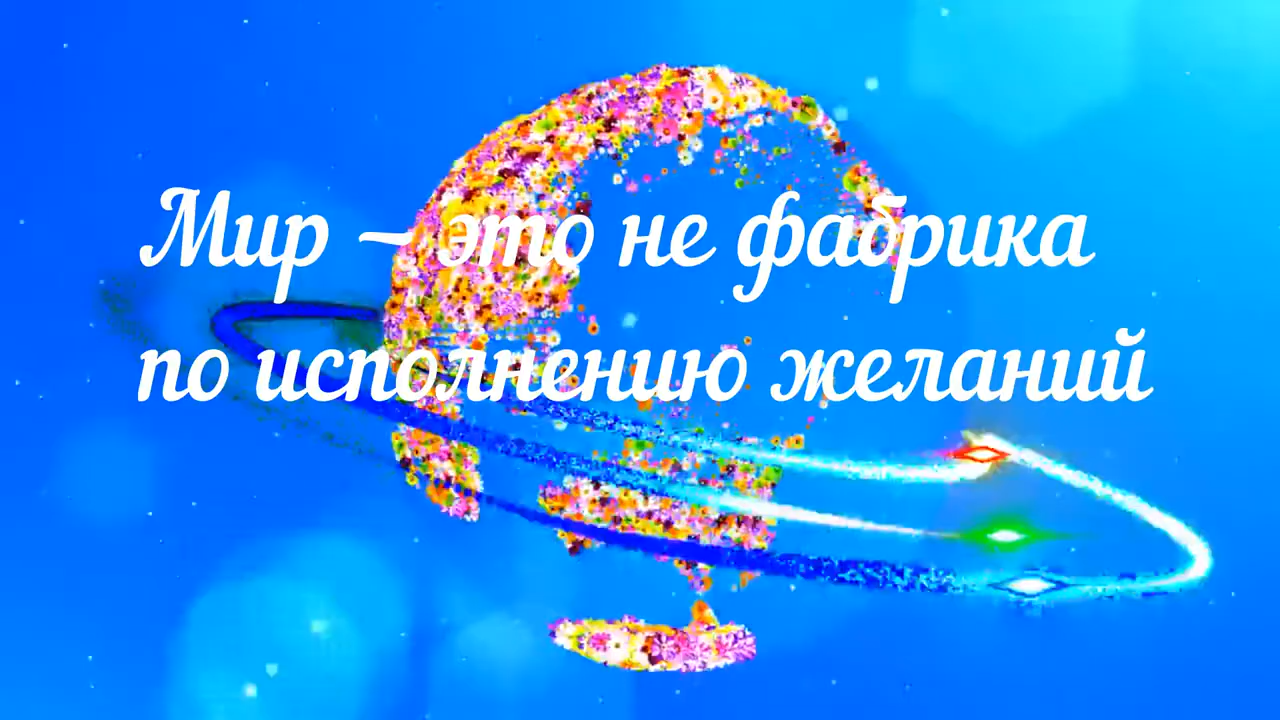 Мир – это не фабрика
по исполнению желаний